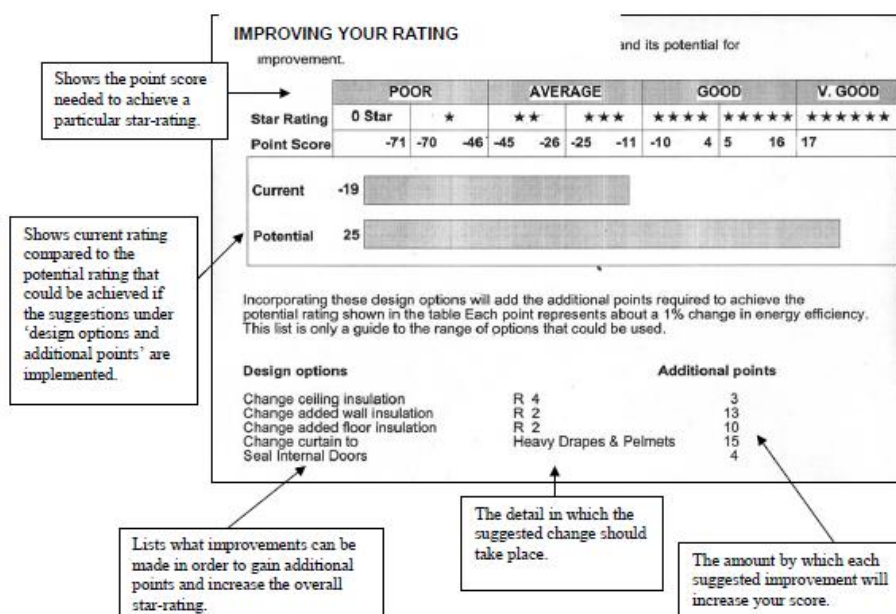 IMPROVING YOUR RATING
and its potential for
improvement.
Shows the point score
needed to achieve a
particular star-rating.
POOR AVERAGE GOOD V. GOOD
Star Rating 0 Star ★ ★★ ★★★ ★★★★ ★★★★★ ★★★★★★
Point Score -71 -70 -46 -45 -26 -25 -11 -10 4 5 16 17
Current -19
Potential 25
Shows current rating
compared to the
potential rating that
could be achieved if
the suggestions under
‘design options and
additional points’ are
implemented.
Incorporating these design options will add the additional points required to achieve the
potential rating shown in the table Each point represents about a 1% change in energy efficiency.
This list is only a guide to the range of options that could be used.
Design options Additional points
Change ceiling insulation R 4 3
Change added wall insulation R 2 13
Change added floor insulation R 2 10
Change curtain to Heavy Drapes & Pelmets 15
Seal Internal Doors 4
Lists what improvements can be
made in order to gain additional
points and increase the overall
star-rating.
The detail in which the
suggested change should
take place.
The amount by which each
suggested improvement will
increase your score.